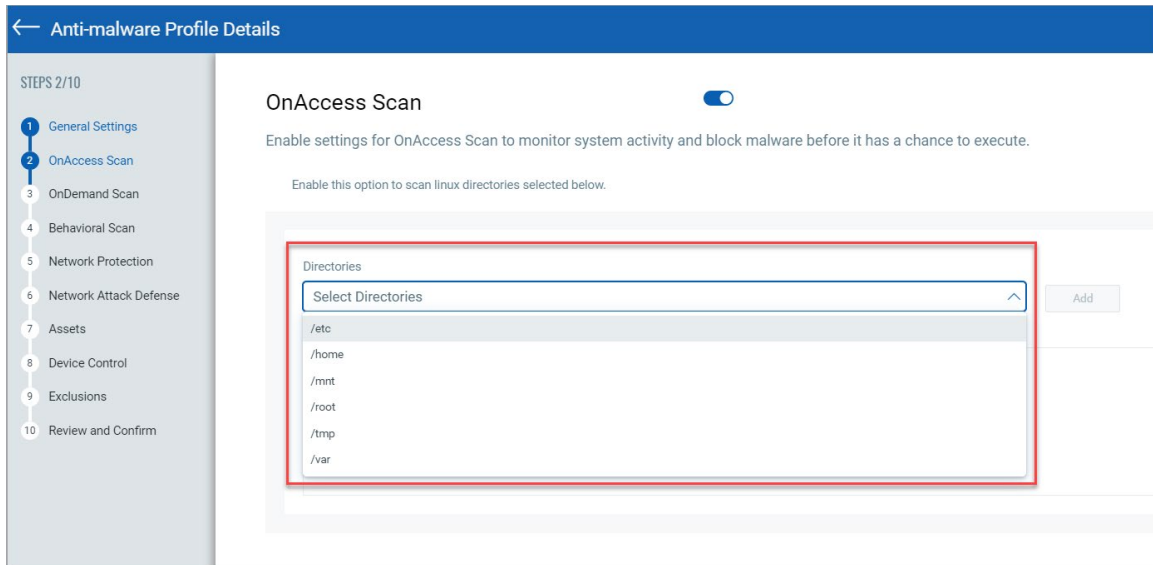 Anti-malware Profile Details
STEPS 2/10
1 General Settings
2 OnAccess Scan
3 OnDemand Scan
4 Behavioral Scan
5 Network Protection
6 Network Attack Defense
7 Assets
8 Device Control
9 Exclusions
10 Review and Confirm
OnAccess Scan
Enable settings for OnAccess Scan to monitor system activity and block malware before it has a chance to execute.
Enable this option to scan linux directories selected below.
Directories
Select Directories
Add
/etc
/home
/mnt
/root
/tmp
/var